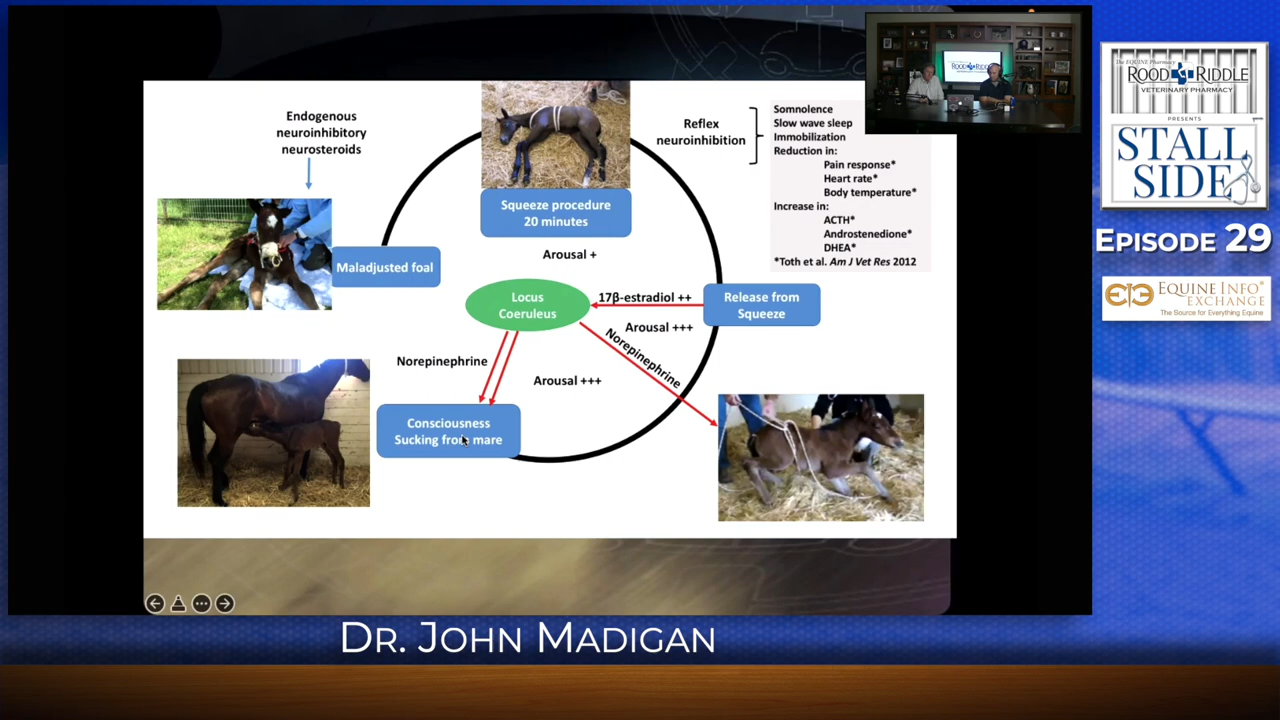 Endogenous
neuroinhibitory
neurosteroids
Maladjusted foal
Squeeze procedure
20 minutes
Arousal +
Reflex
neuroinhibition
Somnolence
Slow wave sleep
Immobilization
Reduction in:
Pain response*
Heart rate*
Body temperature*
Increase in:
ACTH*
Androstenedione*
DHEA*
*Toth et al. Am J Vet Res 2012
Locus
Coeruleus
17β-estradiol ++
Release from
Squeeze
Arousal +++
Norepinephrine
Norepinephrine
Arousal +++
Consciousness
Sucking from mare
The EQUINE Pharmacy
ROOD RIDDLE
VETERINARY PHARMACY
PRESENTS
STALL
SIDE
EPISODE 29
EQUINE INFO
EXCHANGE
The Source for Everything Equine
DR. JOHN MADIGAN